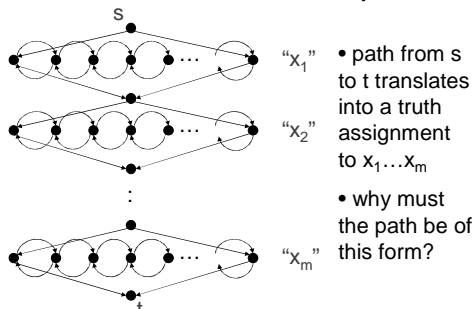 s
"x1"
• path from s
to t translates
into a truth
assignment
to x1…xm
…
"x2"
…
• why must
the path be of
this form?
:
"xm"
…
t